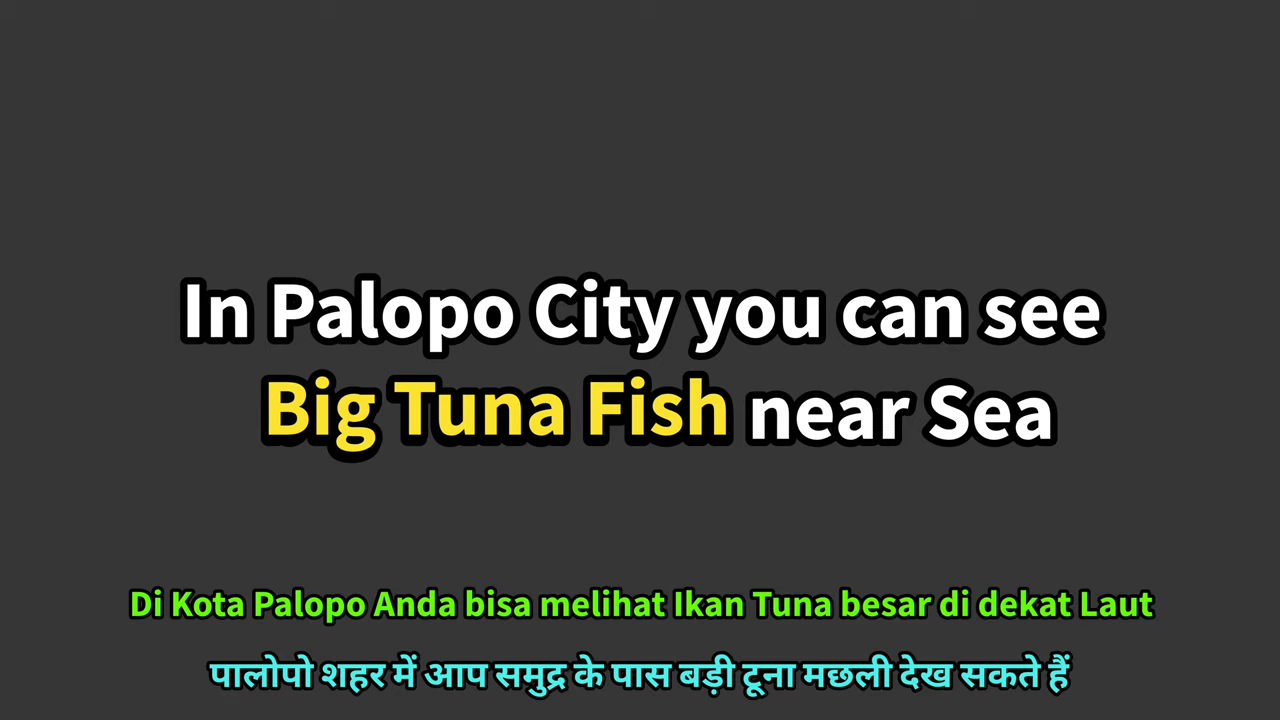 In Palopo City you can see
Big Tuna Fish near Sea
Di Kota Palopo Anda bisa melihat Ikan Tuna besar di dekat Laut
पालोपो शहर में आप समुद्र के पास बड़ी टूना मछली देख सकते हैं